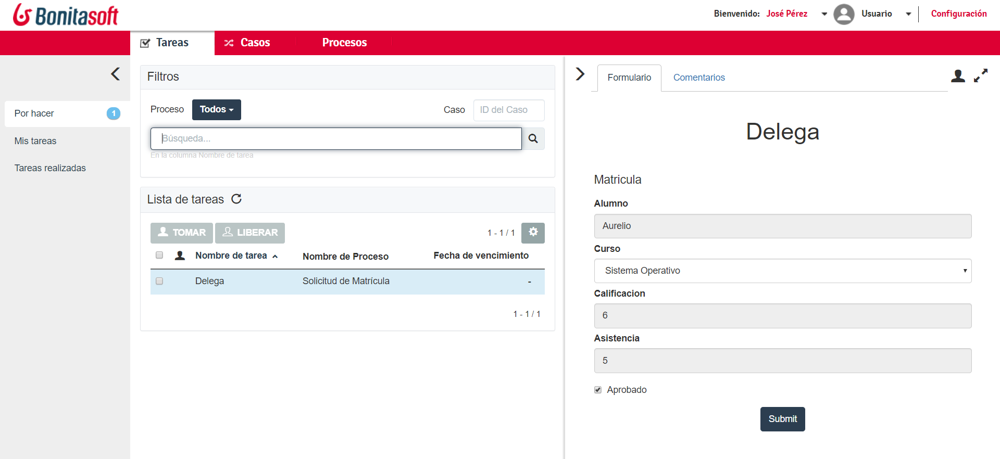 Bonitasoft
Bienvenido: José Pérez Usuario Configuración
Tareas Casos Procesos
Por hacer 1
Mis tareas
Tareas realizadas
Filtros
Proceso Todos Caso ID del Caso
Búsqueda...
En la columna Nombre de tarea
Lista de tareas
TOMAR LIBERAR 1 - 1 / 1
Nombre de tarea Nombre de Proceso Fecha de vencimiento
Delega Solicitud de Matrícula -
1 - 1 / 1
Formulario Comentarios
Delega
Matricula
Alumno
Aurelio
Curso
Sistema Operativo
Calificacion
6
Asistencia
5
Aprobado
Submit